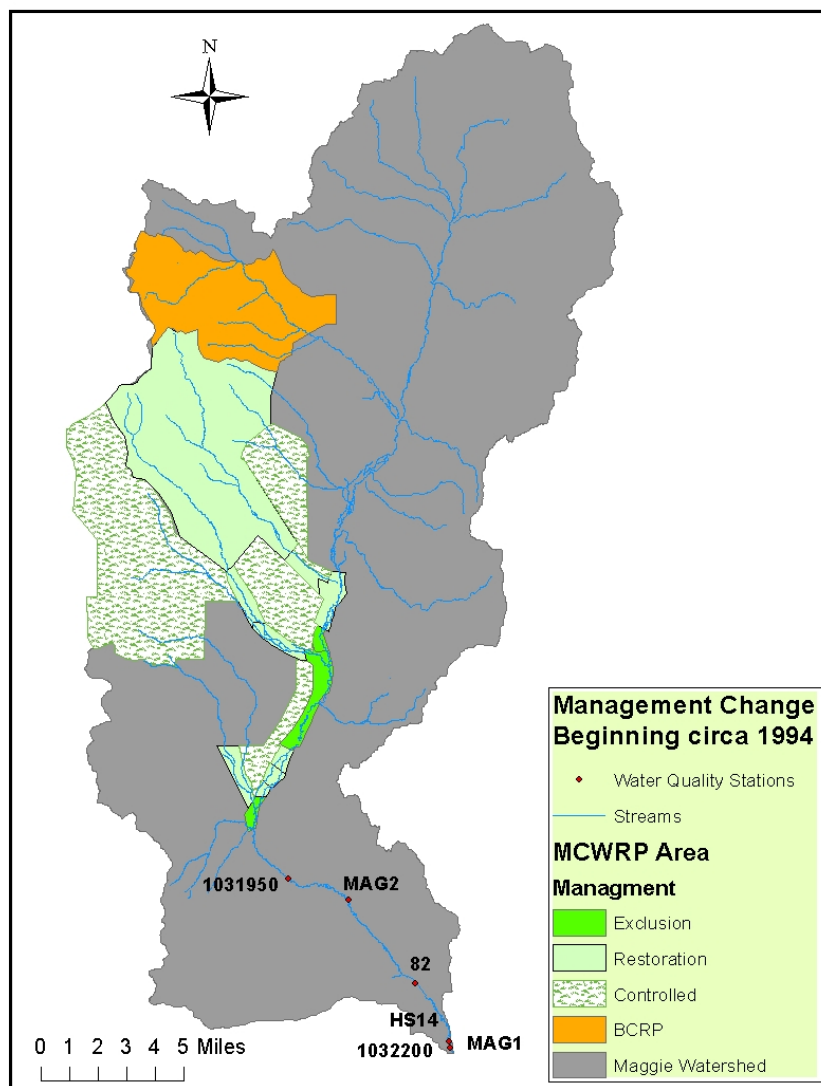 N
1031950
MAG2
82
HS14
MAG1
1032200
0 1 2 3 4 5 Miles
Management Change
Beginning circa 1994
Water Quality Stations
Streams
MCWRP Area
Managment
Exclusion
Restoration
Controlled
BCRP
Maggie Watershed